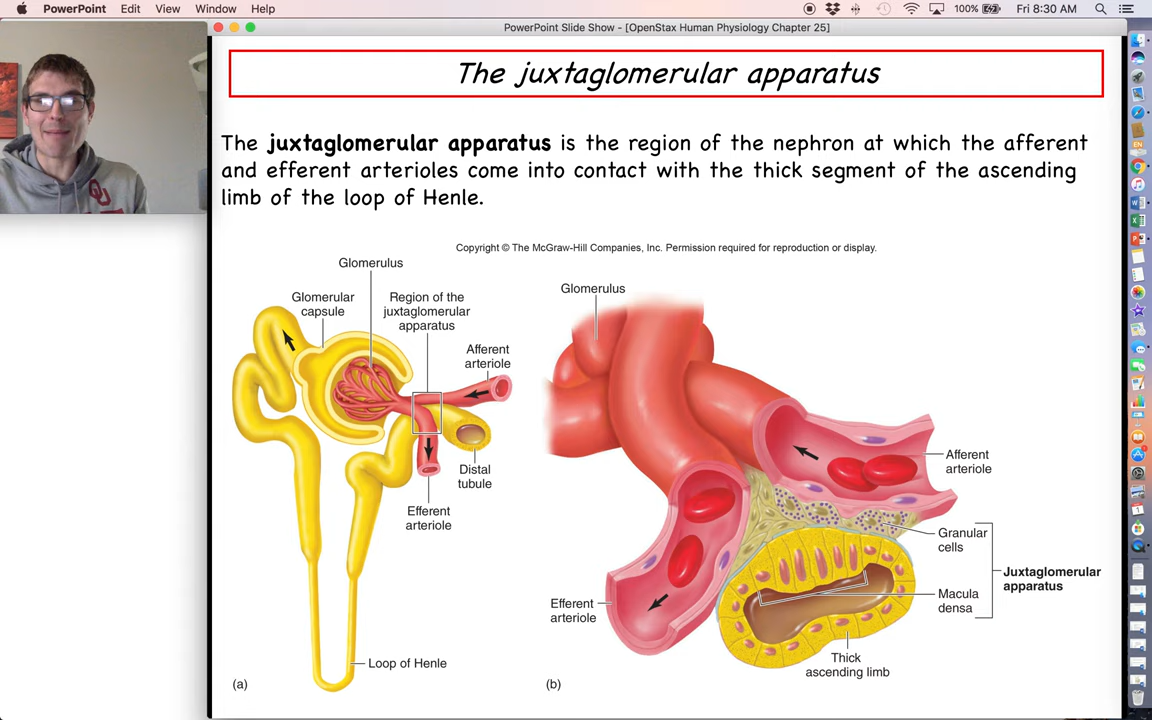 PowerPoint Edit View Window Help
100%
Fri 8:30 AM
PowerPoint Slide Show - [OpenStax Human Physiology Chapter 25]
OU
The juxtaglomerular apparatus
The juxtaglomerular apparatus is the region of the nephron at which the afferent
and efferent arterioles come into contact with the thick segment of the ascending
limb of the loop of Henle.
Copyright © The McGraw-Hill Companies, Inc. Permission required for reproduction or display.
Glomerulus
Glomerular
capsule
Region of the
juxtaglomerular
apparatus
Afferent
arteriole
Distal
tubule
Efferent
arteriole
Loop of Henle
(a)
Glomerulus
Afferent
arteriole
Granular
cells
Juxtaglomerular
apparatus
Macula
densa
Efferent
arteriole
Thick
ascending limb
(b)